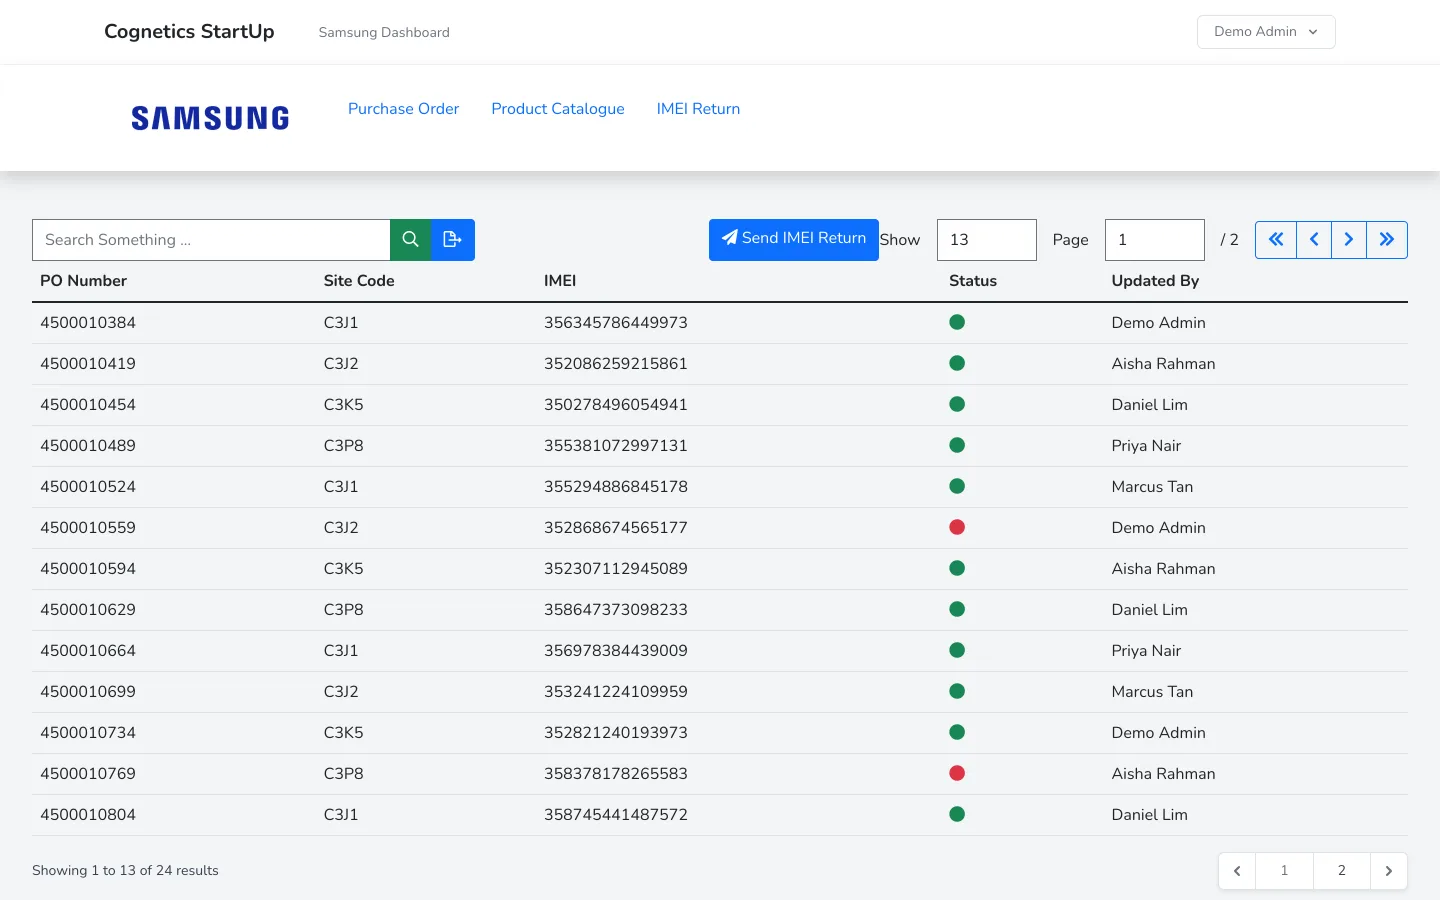 Cognetics StartUp Samsung Dashboard Demo Admin
SAMSUNG Purchase Order Product Catalogue IMEI Return
Search Something ... Send IMEI Return Show 13 Page 1 / 2
PO Number Site Code IMEI Status Updated By
4500010384 C3J1 356345786449973 Demo Admin
4500010419 C3J2 352086259215861 Aisha Rahman
4500010454 C3K5 350278496054941 Daniel Lim
4500010489 C3P8 355381072997131 Priya Nair
4500010524 C3J1 355294886845178 Marcus Tan
4500010559 C3J2 352868674565177 Demo Admin
4500010594 C3K5 352307112945089 Aisha Rahman
4500010629 C3P8 358647373098233 Daniel Lim
4500010664 C3J1 356978384439009 Priya Nair
4500010699 C3J2 353241224109959 Marcus Tan
4500010734 C3K5 352821240193973 Demo Admin
4500010769 C3P8 358378178265583 Aisha Rahman
4500010804 C3J1 358745441487572 Daniel Lim
Showing 1 to 13 of 24 results 1 2